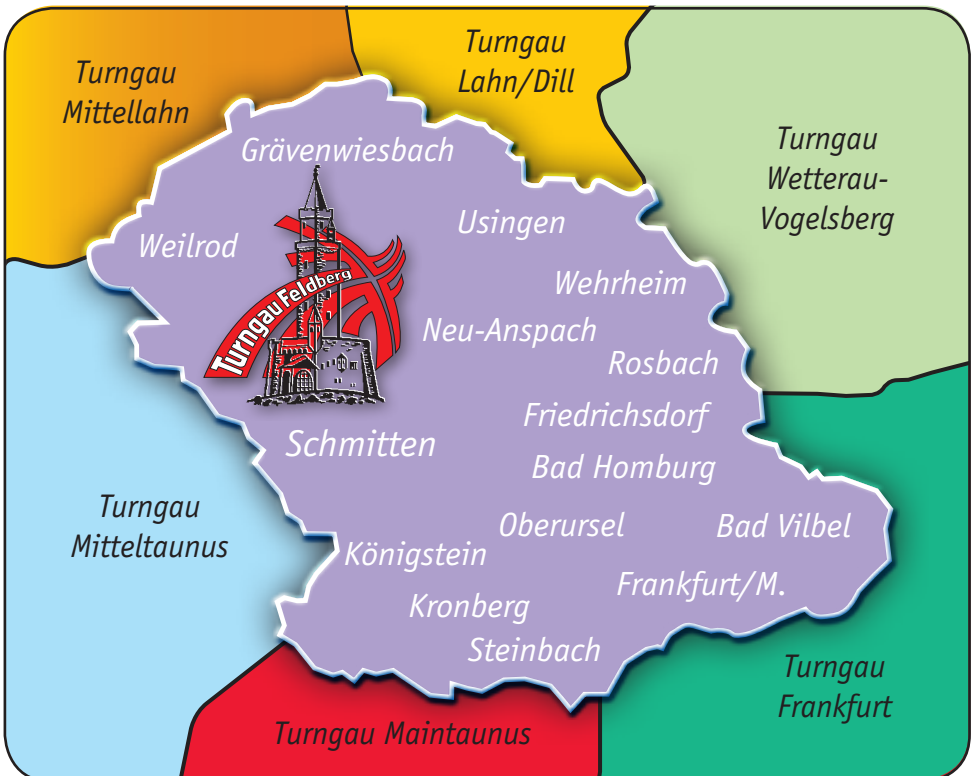 Turngau
Mittellahn
Turngau
Lahn/Dill
Turngau
Wetterau-
Vogelsberg
Grävenwiesbach
Usingen
Weilrod
Wehrheim
Turngau Feldberg
Neu-Anspach
Rosbach
Friedrichsdorf
Schmitten
Bad Homburg
Turngau
Mitteltaunus
Oberursel
Bad Vilbel
Königstein
Frankfurt/M.
Kronberg
Steinbach
Turngau
Frankfurt
Turngau Maintaunus